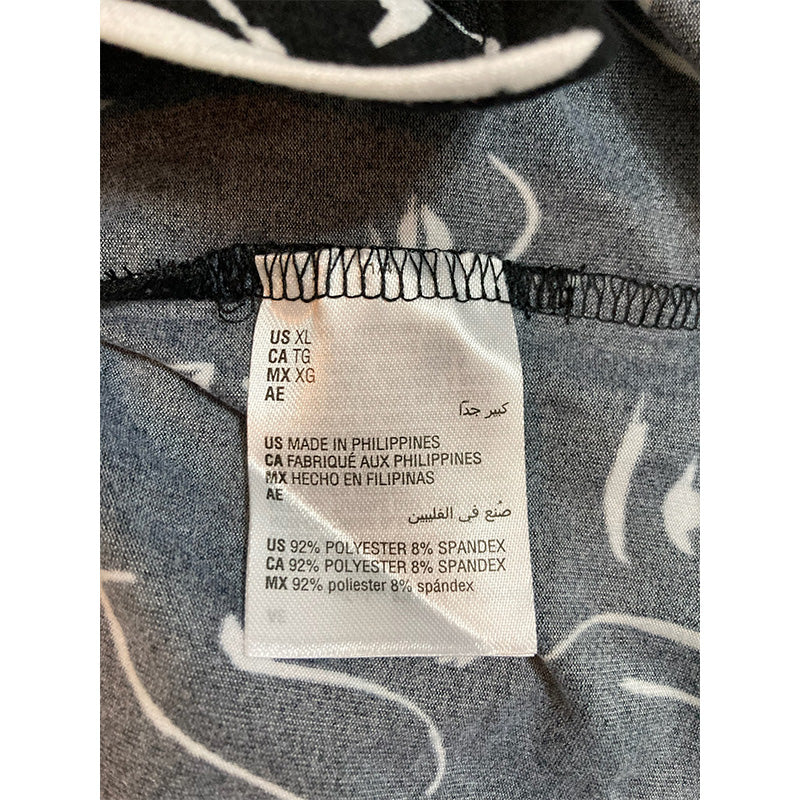 US XL
CA TG
MX XG
AE
كبير جدًا
US MADE IN PHILIPPINES
CA FABRIQUÉ AUX PHILIPPINES
MX HECHO EN FILIPINAS
AE
صُنع في الفلبين
US 92% POLYESTER 8% SPANDEX
CA 92% POLYESTER 8% SPANDEX
MX 92% poliester 8% spándex